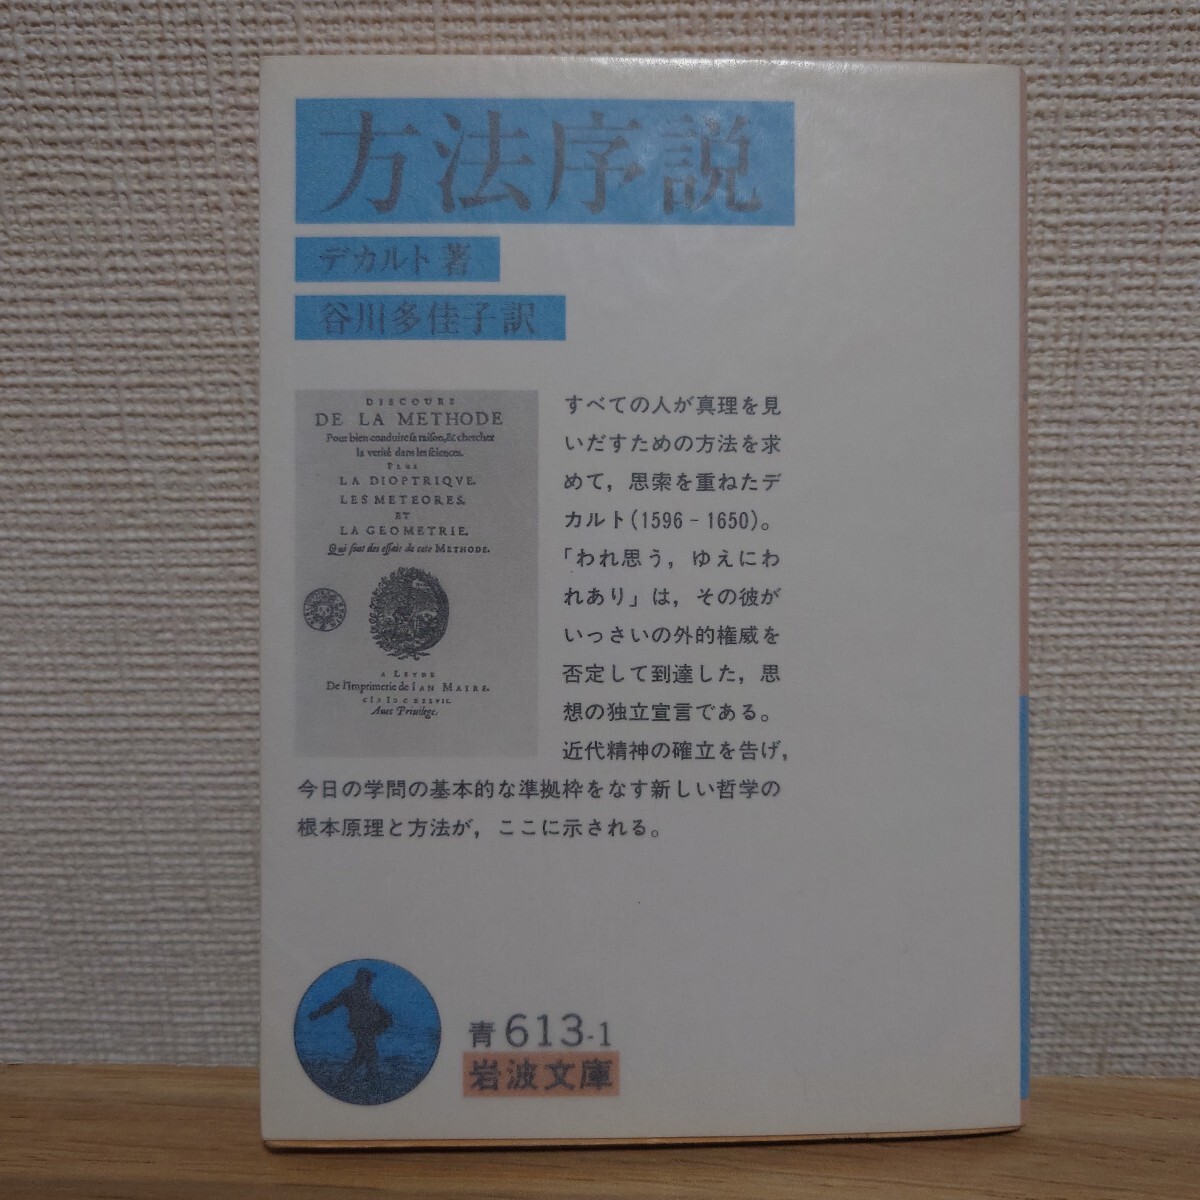 方法序説
デカルト著
谷川多佳子訳
DISCOURS
DE LA METHODE
Pour bien conduire sa raison, & chercher
la verité dans les sciences.
PLUS
LA DIOPTRIQVE.
LES METEORES.
ET
LA GEOMETRIE.
Qui sont des essais de cete METHODE.
A LEYDE
De l'Imprimerie de IAN MAIRE.
Auec Privilege.
すべての人が真理を見
いだすための方法を求
めて，思索を重ねたデ
カルト(1596－1650)。
「われ思う，ゆえにわ
れあり」は，その彼が
いっさいの外的権威を
否定して到達した，思
想の独立宣言である。
近代精神の確立を告げ，
今日の学問の基本的な準拠枠をなす新しい哲学の
根本原理と方法が，ここに示される。
青613-1
岩波文庫